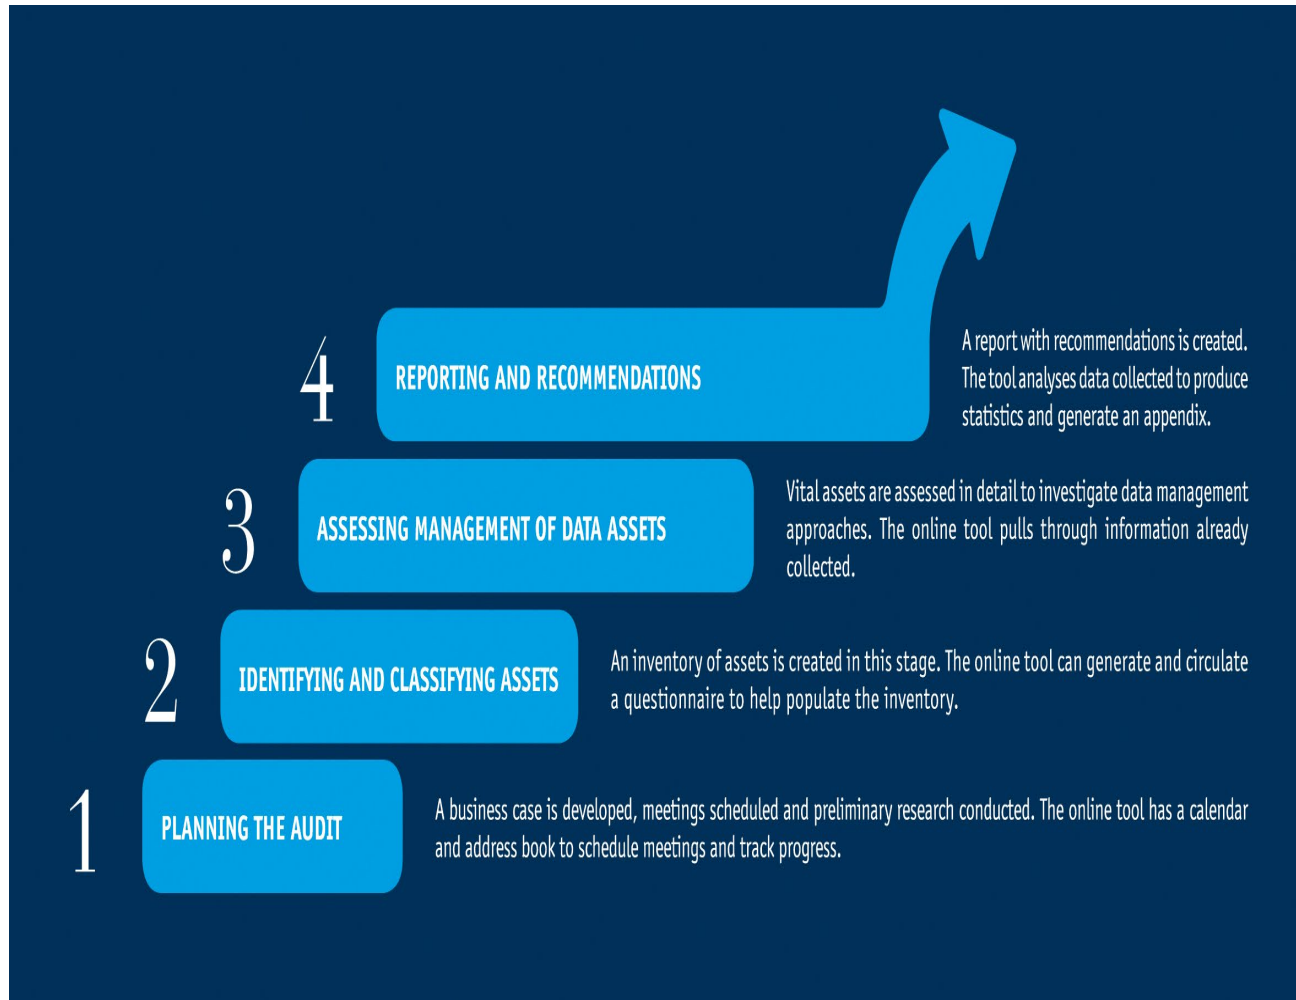 4
REPORTING AND RECOMMENDATIONS
A report with recommendations is created.
The tool analyses data collected to produce
statistics and generate an appendix.
3
ASSESSING MANAGEMENT OF DATA ASSETS
Vital assets are assessed in detail to investigate data management
approaches. The online tool pulls through information already
collected.
2
IDENTIFYING AND CLASSIFYING ASSETS
An inventory of assets is created in this stage. The online tool can generate and circulate
a questionnaire to help populate the inventory.
1
PLANNING THE AUDIT
A business case is developed, meetings scheduled and preliminary research conducted. The online tool has a calendar
and address book to schedule meetings and track progress.